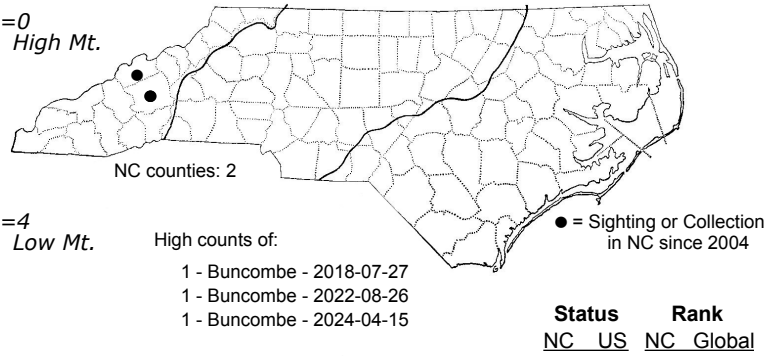 =0
High Mt.
NC counties: 2
● = Sighting or Collection
in NC since 2004
=4
Low Mt.
High counts of:
1 - Buncombe - 2018-07-27
1 - Buncombe - 2022-08-26
1 - Buncombe - 2024-04-15
Status Rank
NC US NC Global